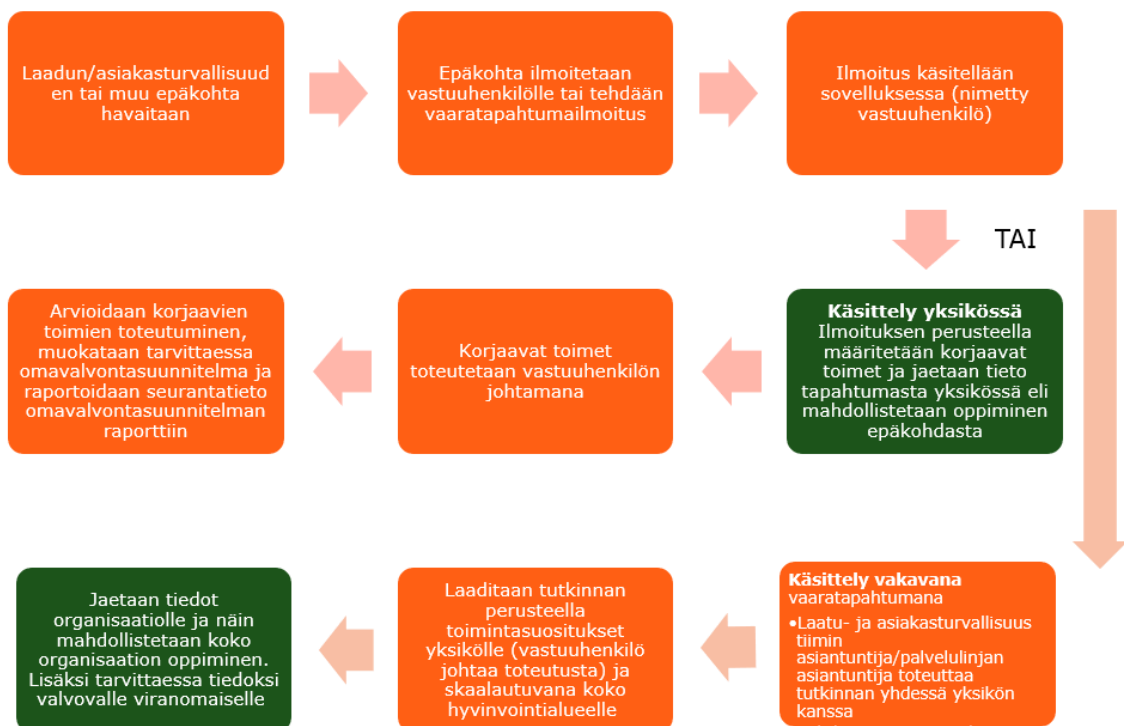 Laadun/asiakasturvallisuud
en tai muu epäkohta
havaitaan
Epäkohta ilmoitetaan
vastuuhenkilölle tai tehdään
vaaratapahtumailmoitus
Ilmoitus käsitellään
sovelluksessa (nimetty
vastuuhenkilö)
TAI
Käsittely yksikössä
Ilmoituksen perusteella
määritetään korjaavat
toimet ja jaetaan tieto
tapahtumasta yksikössä eli
mahdollistetaan oppiminen
epäkohdasta
Korjaavat toimet
toteutetaan vastuuhenkilön
johtamana
Arvioidaan korjaavien
toimien toteutuminen,
muokataan tarvittaessa
omavalvontasuunnitelma ja
raportoidaan seurantatieto
omavalvontasuunnitelman
raporttiin
Käsittely vakavana
vaaratapahtumana
•Laatu- ja asiakasturvallisuus
tiimin
asiantuntija/palvelulinjan
asiantuntija toteuttaa
tutkinnan yhdessä yksikön
kanssa
Laaditaan tutkinnan
perusteella
toimintasuositukset
yksikölle (vastuuhenkilö
johtaa toteutusta) ja
skaalautuvana koko
hyvinvointialueelle
Jaetaan tiedot
organisaatiolle ja näin
mahdollistetaan koko
organisaation oppiminen.
Lisäksi tarvittaessa tiedoksi
valvovalle viranomaiselle